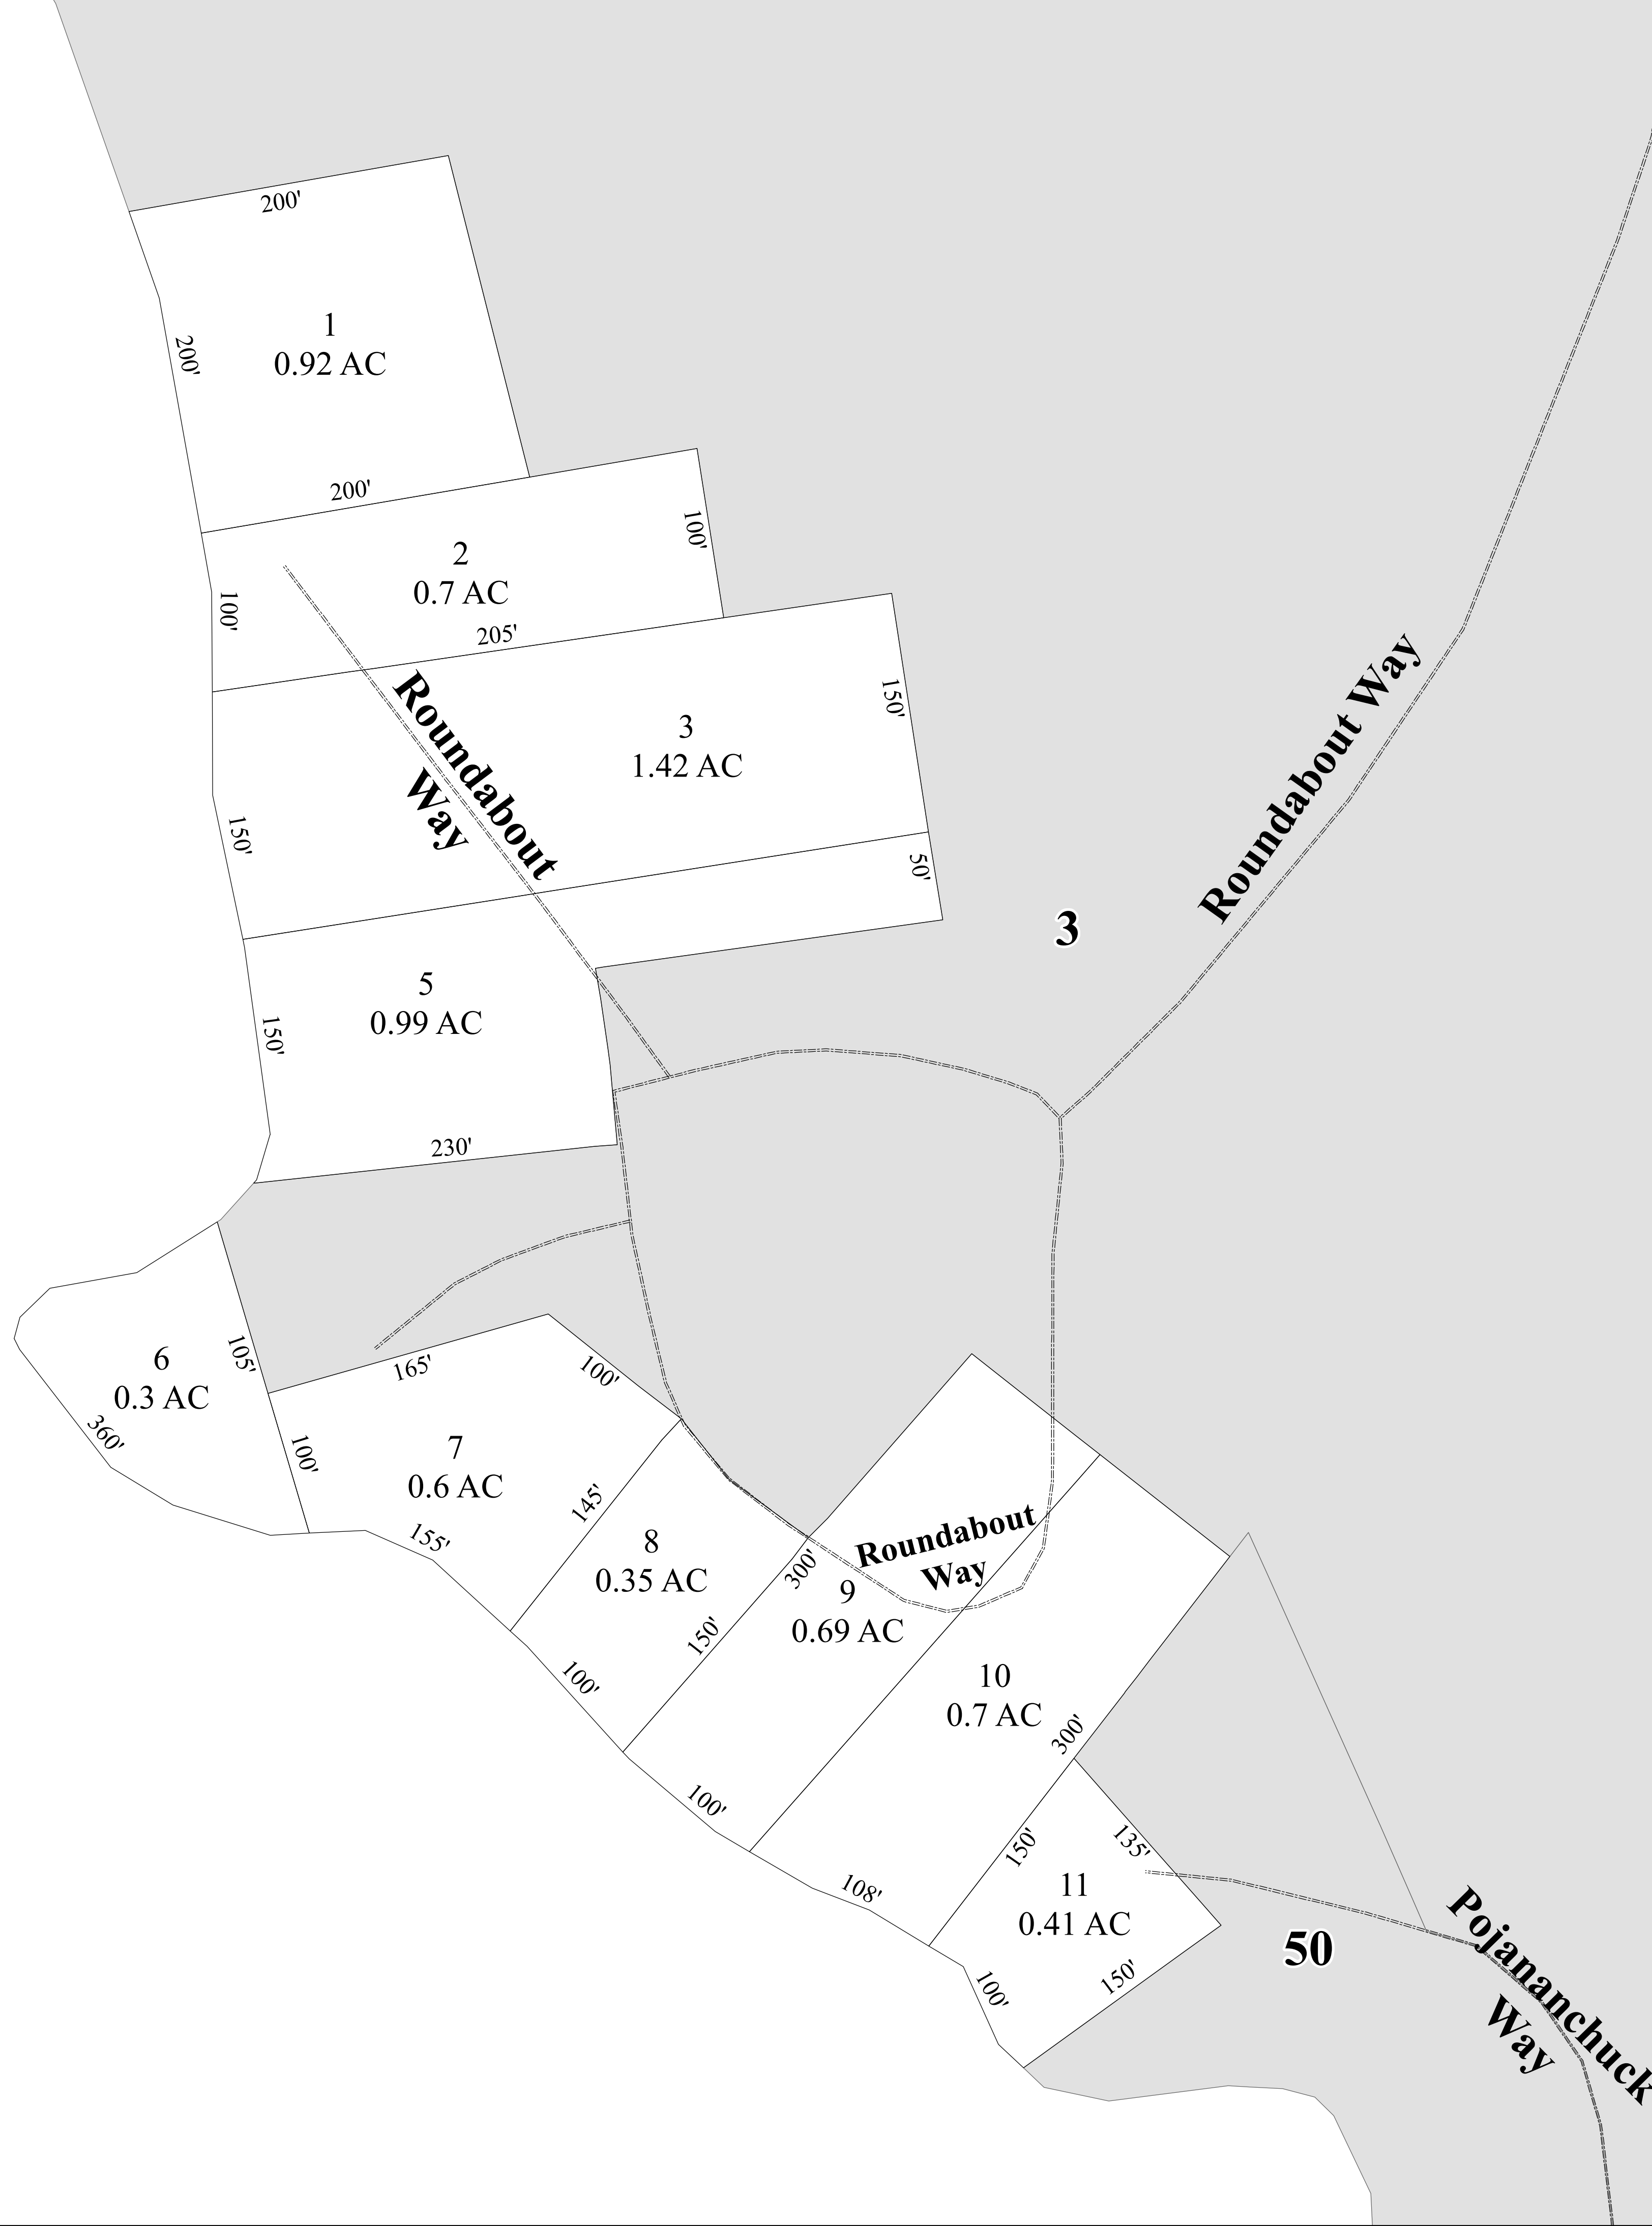 200'
1
0.92 AC
200'
200'
2
0.7 AC
100'
100'
205'
Roundabout
Way
3
1.42 AC
150'
150'
50'
Roundabout Way
3
5
0.99 AC
150'
230'
6
0.3 AC
105'
360'
165'
100'
7
0.6 AC
100'
155'
145'
8
0.35 AC
100'
Roundabout
Way
300'
9
0.69 AC
150'
100'
10
0.7 AC
300'
108'
150'
135'
11
0.41 AC
100'
150'
50
Pojananchuck
Way